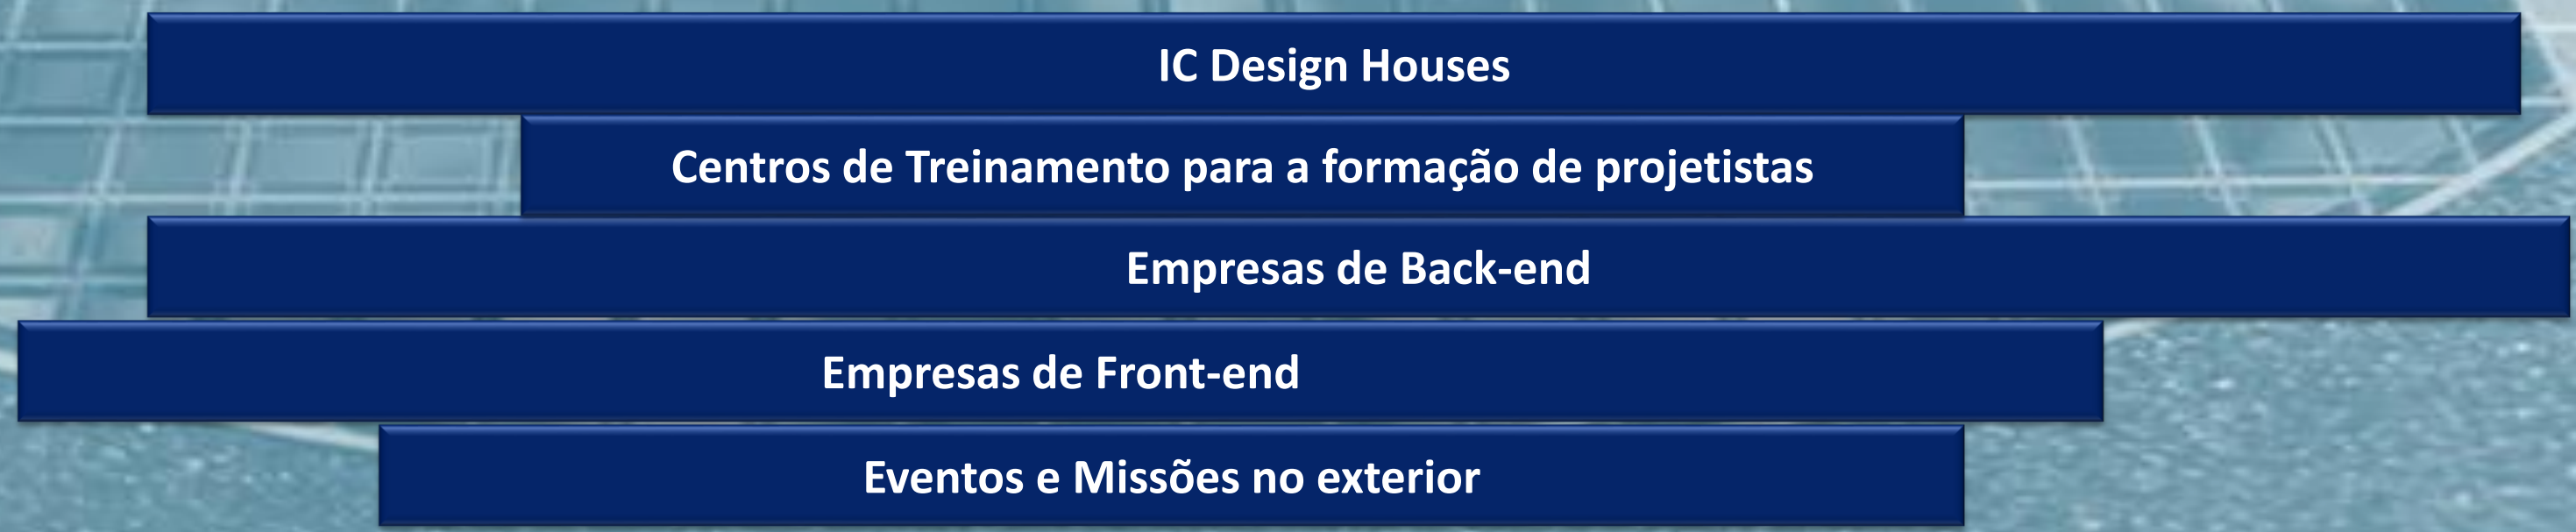 IC Design Houses
Centros de Treinamento para a formação de projetistas
Empresas de Back-end
Empresas de Front-end
Eventos e Missões no exterior